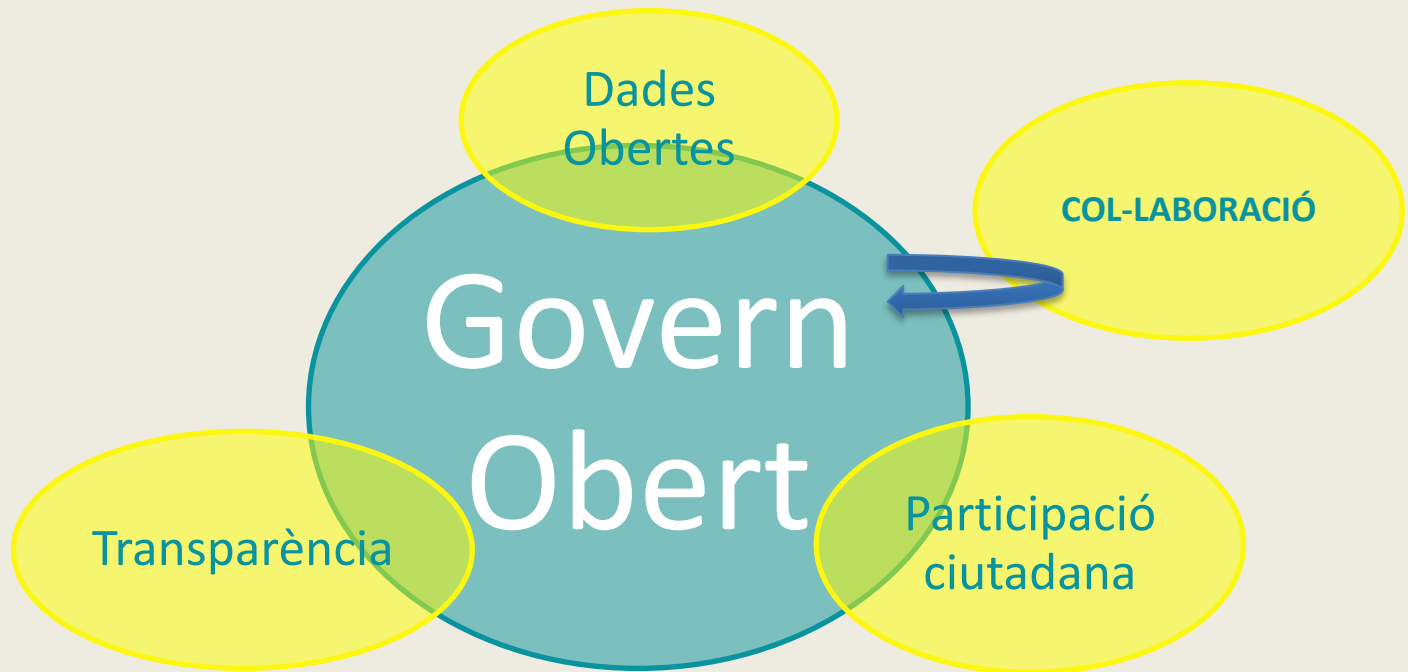 Dades
Obertes
COL-LABORACIÓ
Govern
Obert
Transparència
Participació
ciutadana